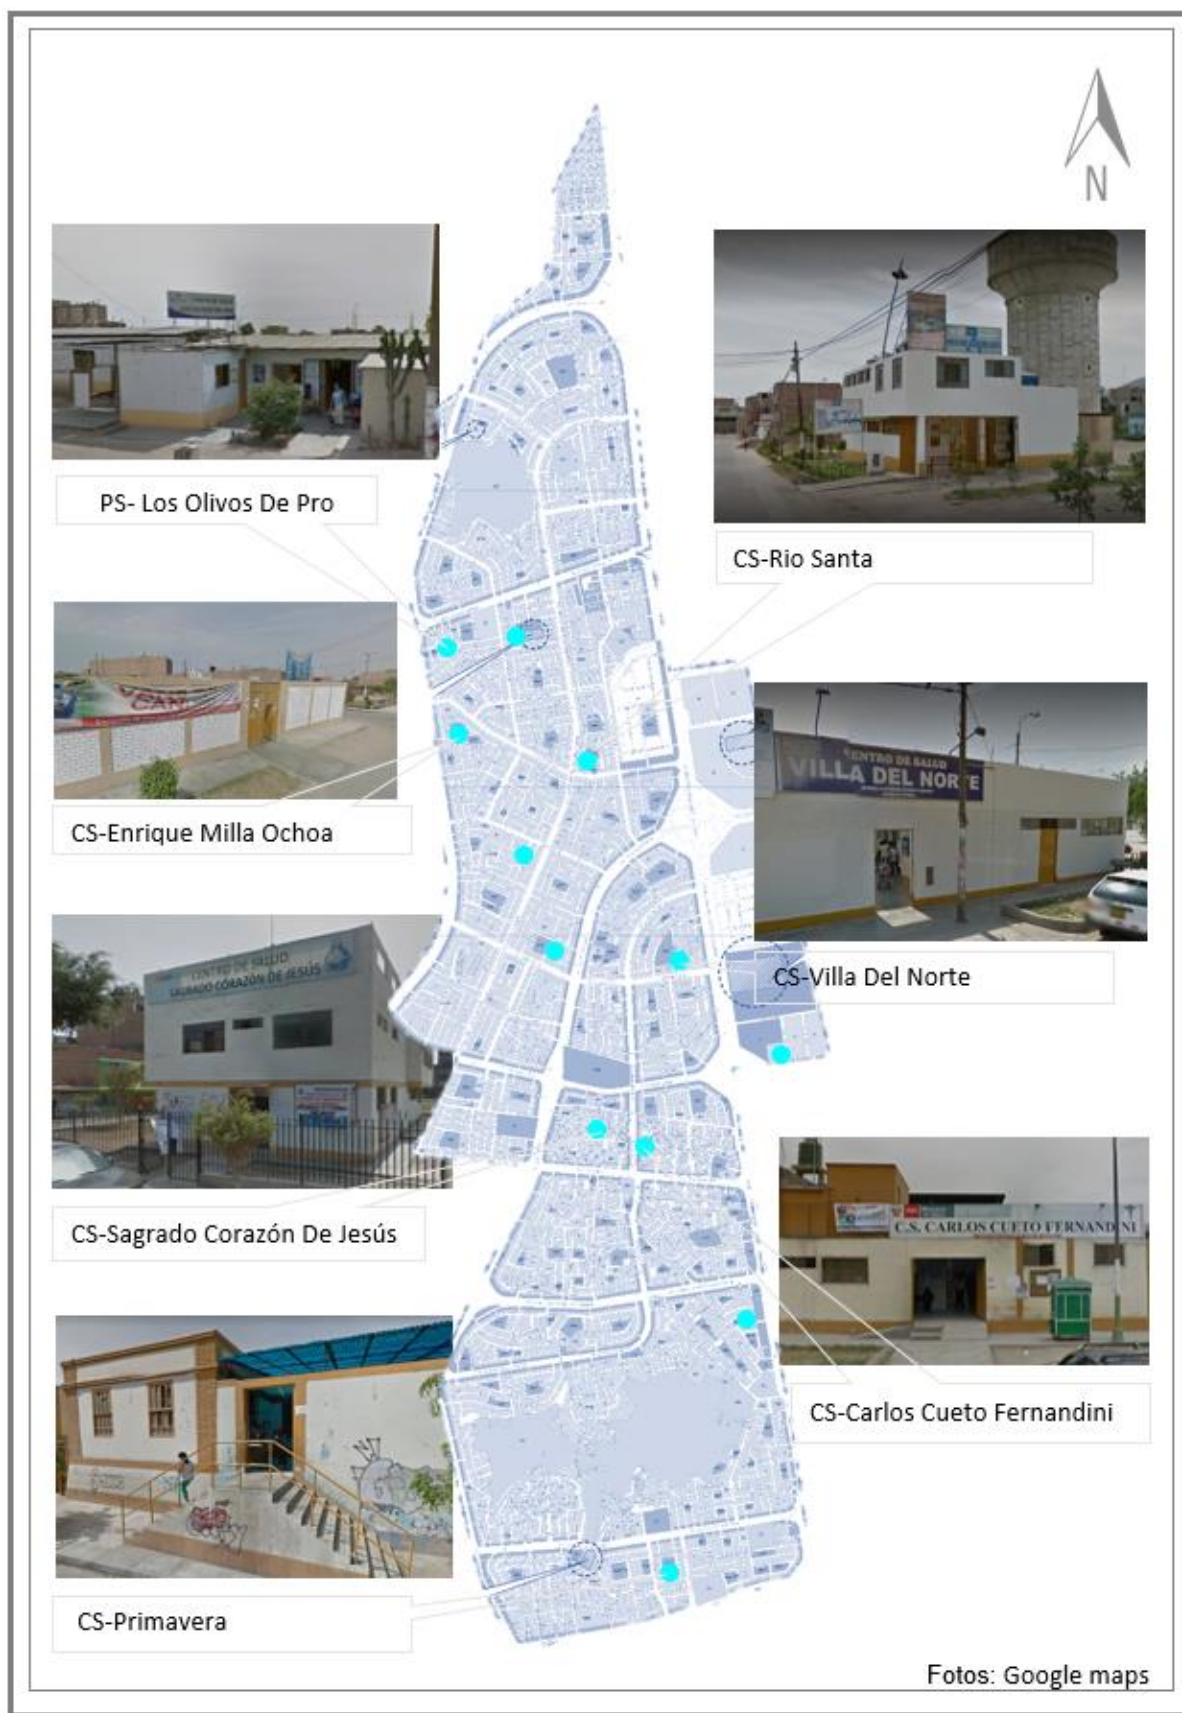 N
PS- Los Olivos De Pro
CS-Rio Santa
CS-Enrique Milla Ochoa
CENTRO DE SALUD
VILLA DEL NORTE
CS-Villa Del Norte
CENTRO DE SALUD
SAGRADO CORAZÓN DE JESÚS
CS-Sagrado Corazón De Jesús
C.S. CARLOS CUETO FERNANDINI
CS-Carlos Cueto Fernandini
CS-Primavera
Fotos: Google maps